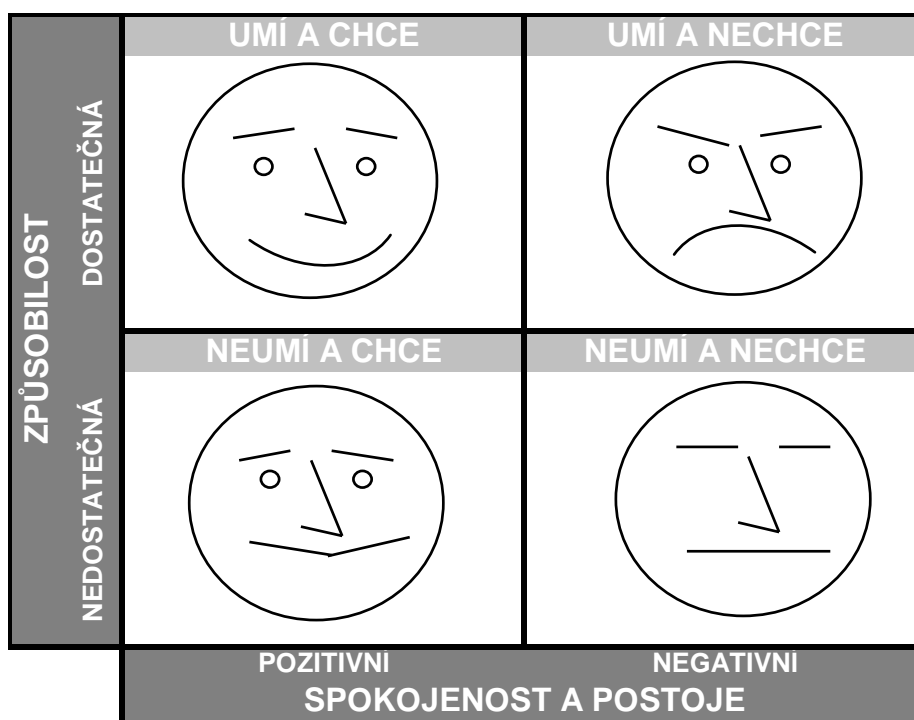 UMÍ A CHCE
UMÍ A NECHCE
ZPŮSOBILOST
DOSTATEČNÁ
NEUMÍ A CHCE
NEUMÍ A NECHCE
NEDOSTATEČNÁ
POZITIVNÍ
NEGATIVNÍ
SPOKOJENOST A POSTOJE